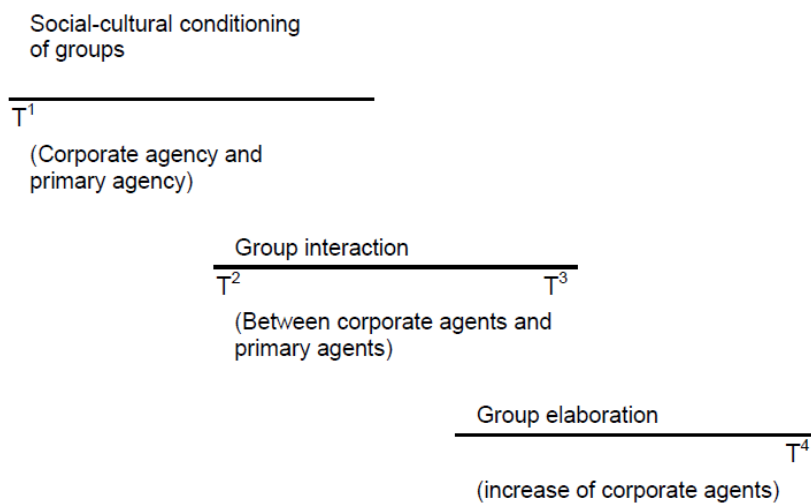 Social-cultural conditioning
of groups
T¹
(Corporate agency and
primary agency)
Group interaction
T² T³
(Between corporate agents and
primary agents)
Group elaboration
T⁴
(increase of corporate agents)